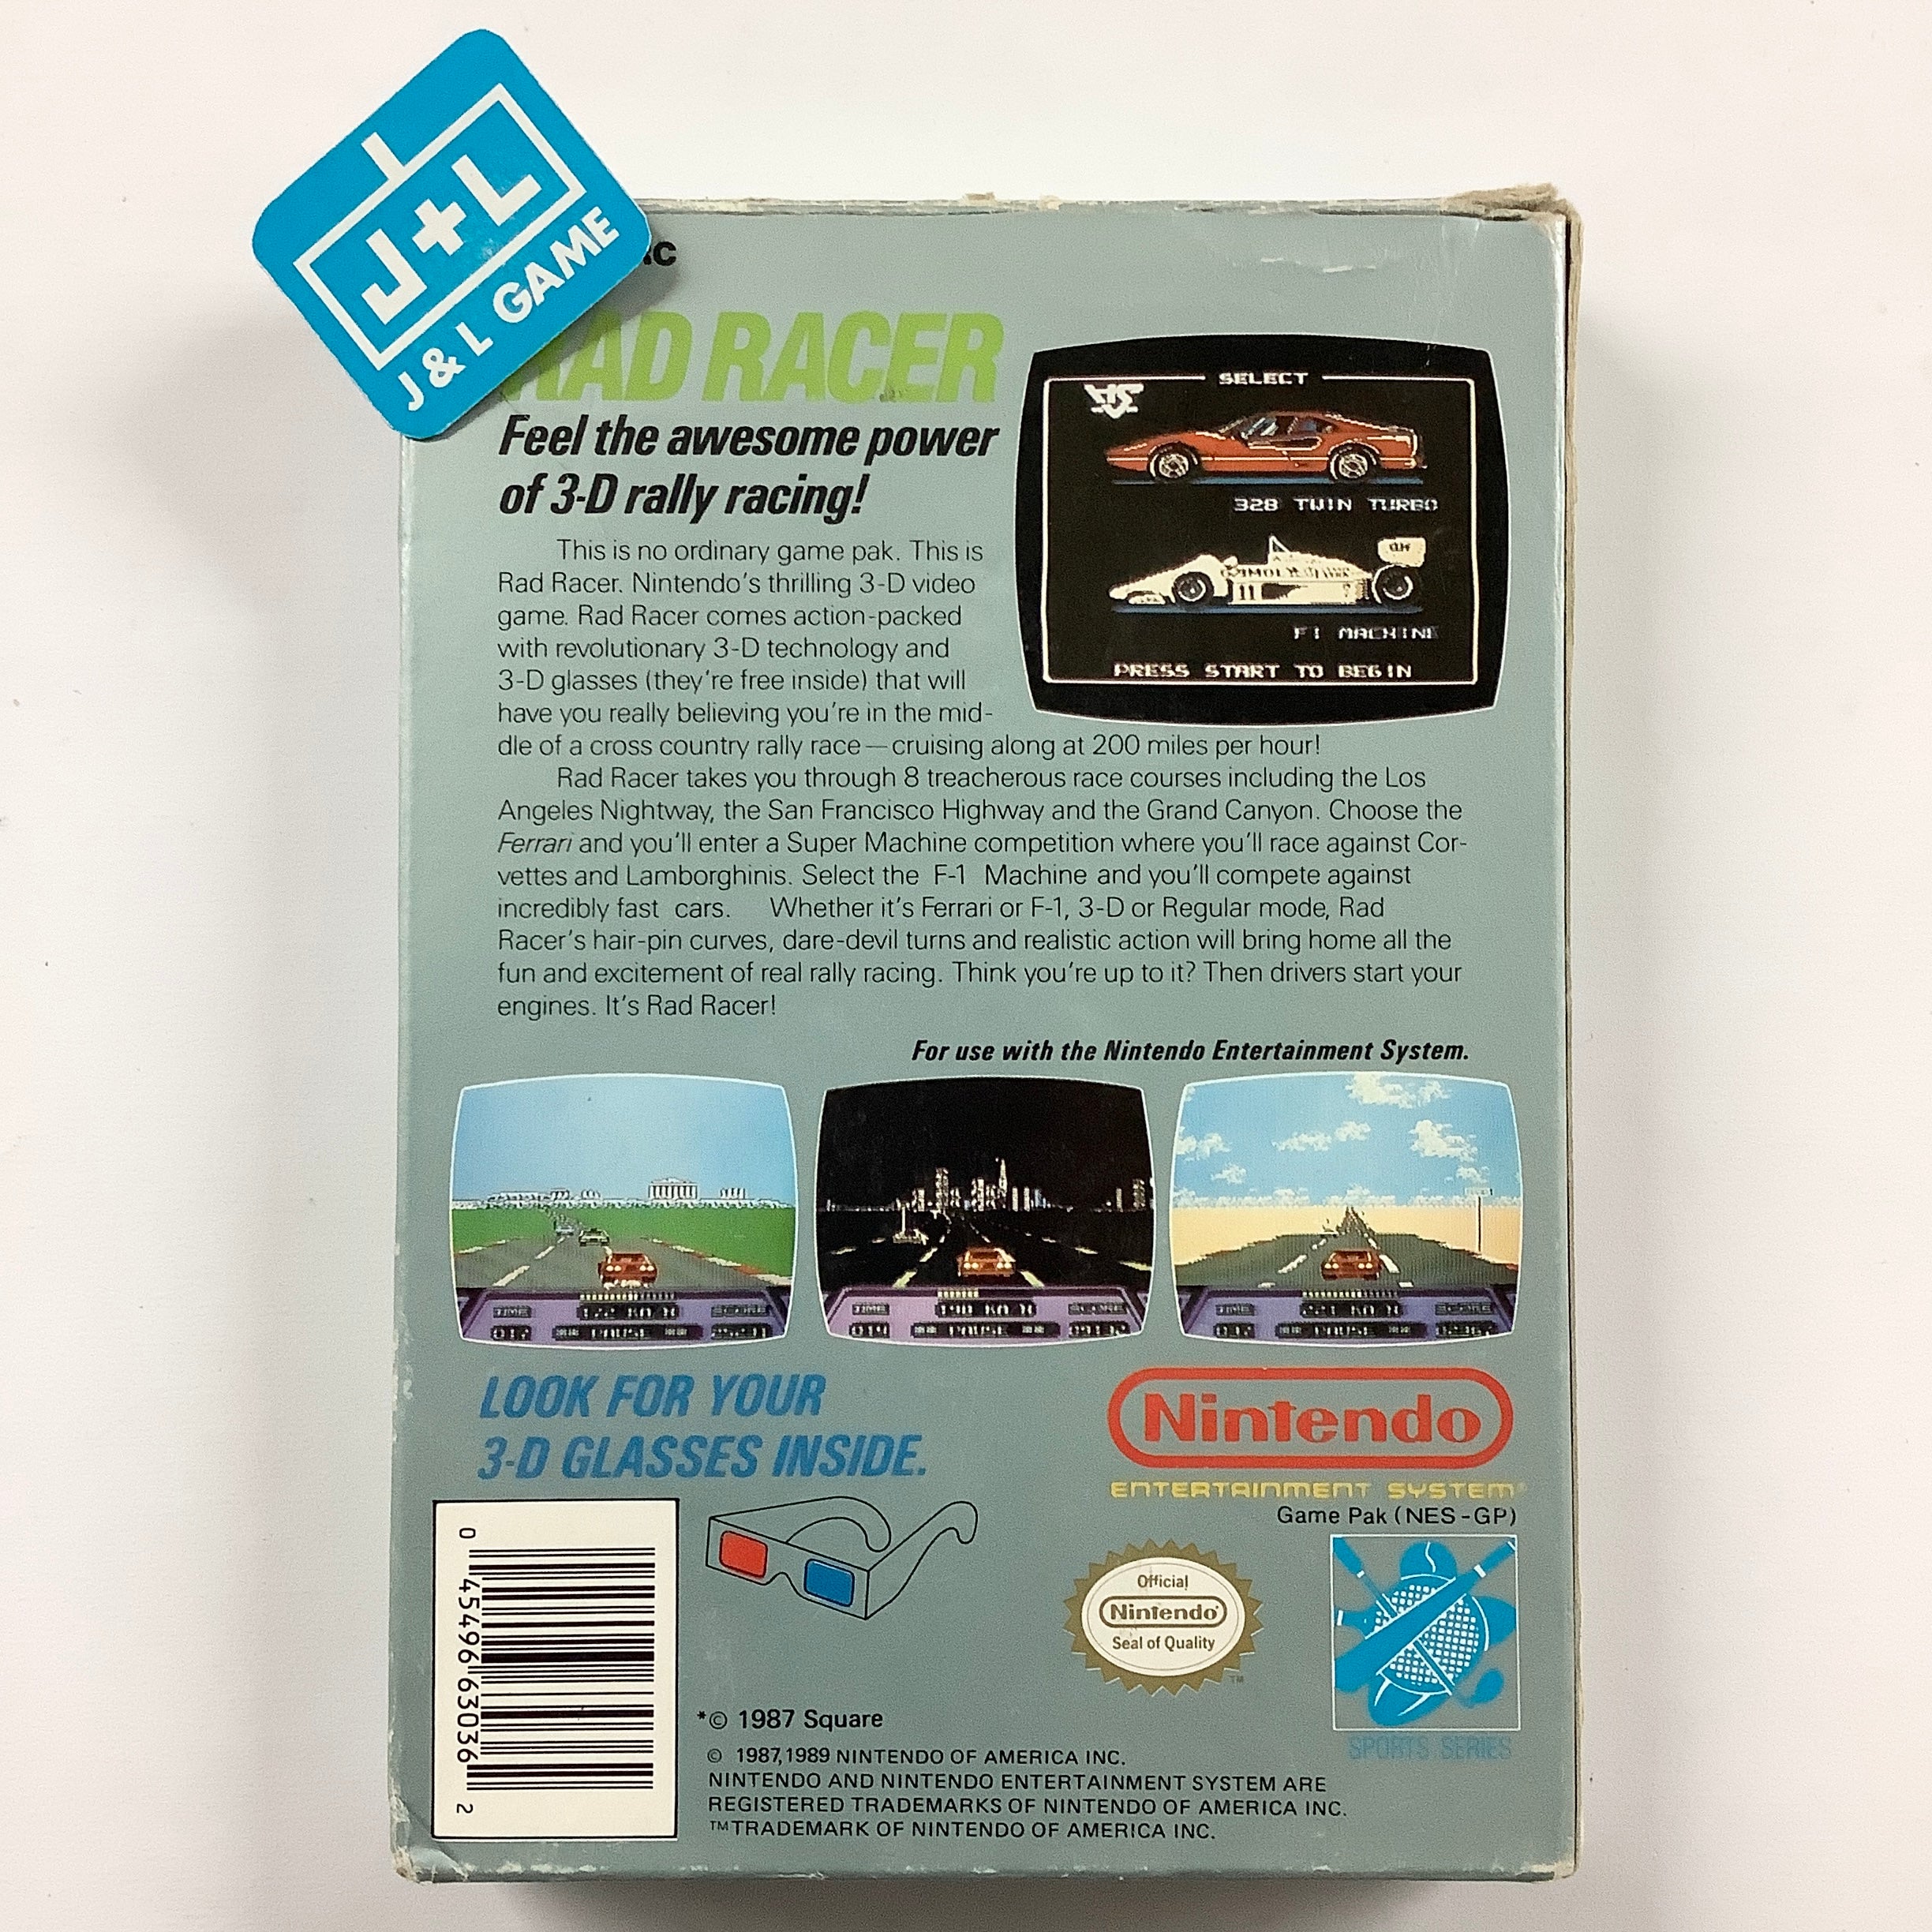 J+L
J & L GAME
RAD RACER
Feel the awesome power
of 3-D rally racing!
This is no ordinary game pak. This is
Rad Racer. Nintendo's thrilling 3-D video
game. Rad Racer comes action-packed
with revolutionary 3-D technology and
3-D glasses (they're free inside) that will
have you really believing you're in the mid-
dle of a cross country rally race — cruising along at 200 miles per hour!
Rad Racer takes you through 8 treacherous race courses including the Los
Angeles Nightway, the San Francisco Highway and the Grand Canyon. Choose the
Ferrari and you'll enter a Super Machine competition where you'll race against Cor-
vettes and Lamborghinis. Select the F-1 Machine and you'll compete against
incredibly fast cars. Whether it's Ferrari or F-1, 3-D or Regular mode, Rad
Racer's hair-pin curves, dare-devil turns and realistic action will bring home all the
fun and excitement of real rally racing. Think you're up to it? Then drivers start your
engines. It's Rad Racer!
SELECT
328 TWIN TURBO
11
F1 MACHINE
PRESS START TO BEGIN
For use with the Nintendo Entertainment System.
TIME SCORE
PAUSE
TIME SCORE
PAUSE
TIME SCORE
PAUSE
LOOK FOR YOUR
3-D GLASSES INSIDE.
Nintendo
ENTERTAINMENT SYSTEM®
Game Pak (NES-GP)
Official
Nintendo®
Seal of Quality
TM
SPORTS SERIES
0 45496 63036 2
*© 1987 Square
© 1987,1989 NINTENDO OF AMERICA INC.
NINTENDO AND NINTENDO ENTERTAINMENT SYSTEM ARE
REGISTERED TRADEMARKS OF NINTENDO OF AMERICA INC.
™TRADEMARK OF NINTENDO OF AMERICA INC.